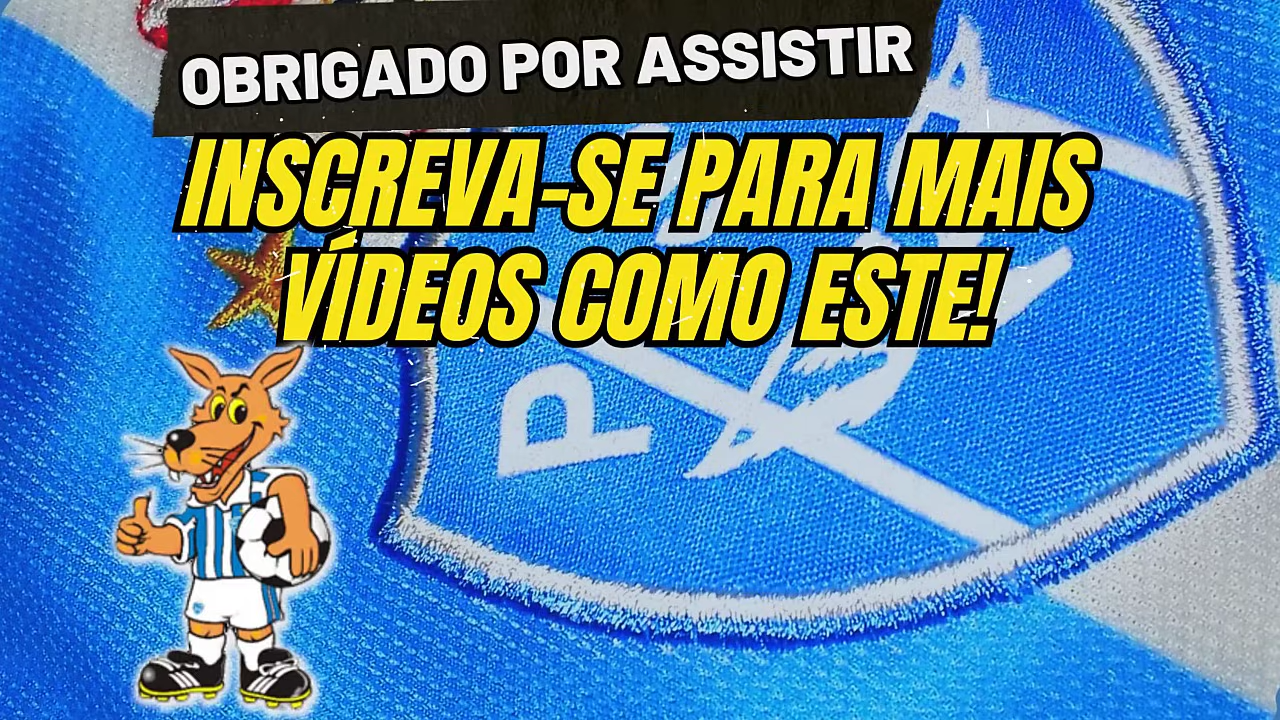 OBRIGADO POR ASSISTIR
INSCREVA-SE PARA MAIS
VÍDEOS COMO ESTE!
P